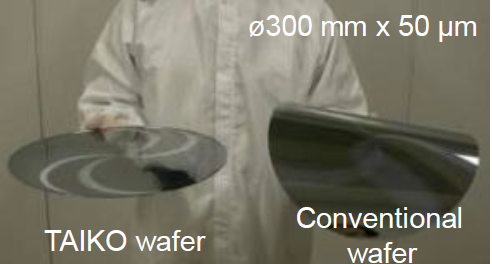 ø300 mm x 50 μm
TAIKO wafer
Conventional
wafer